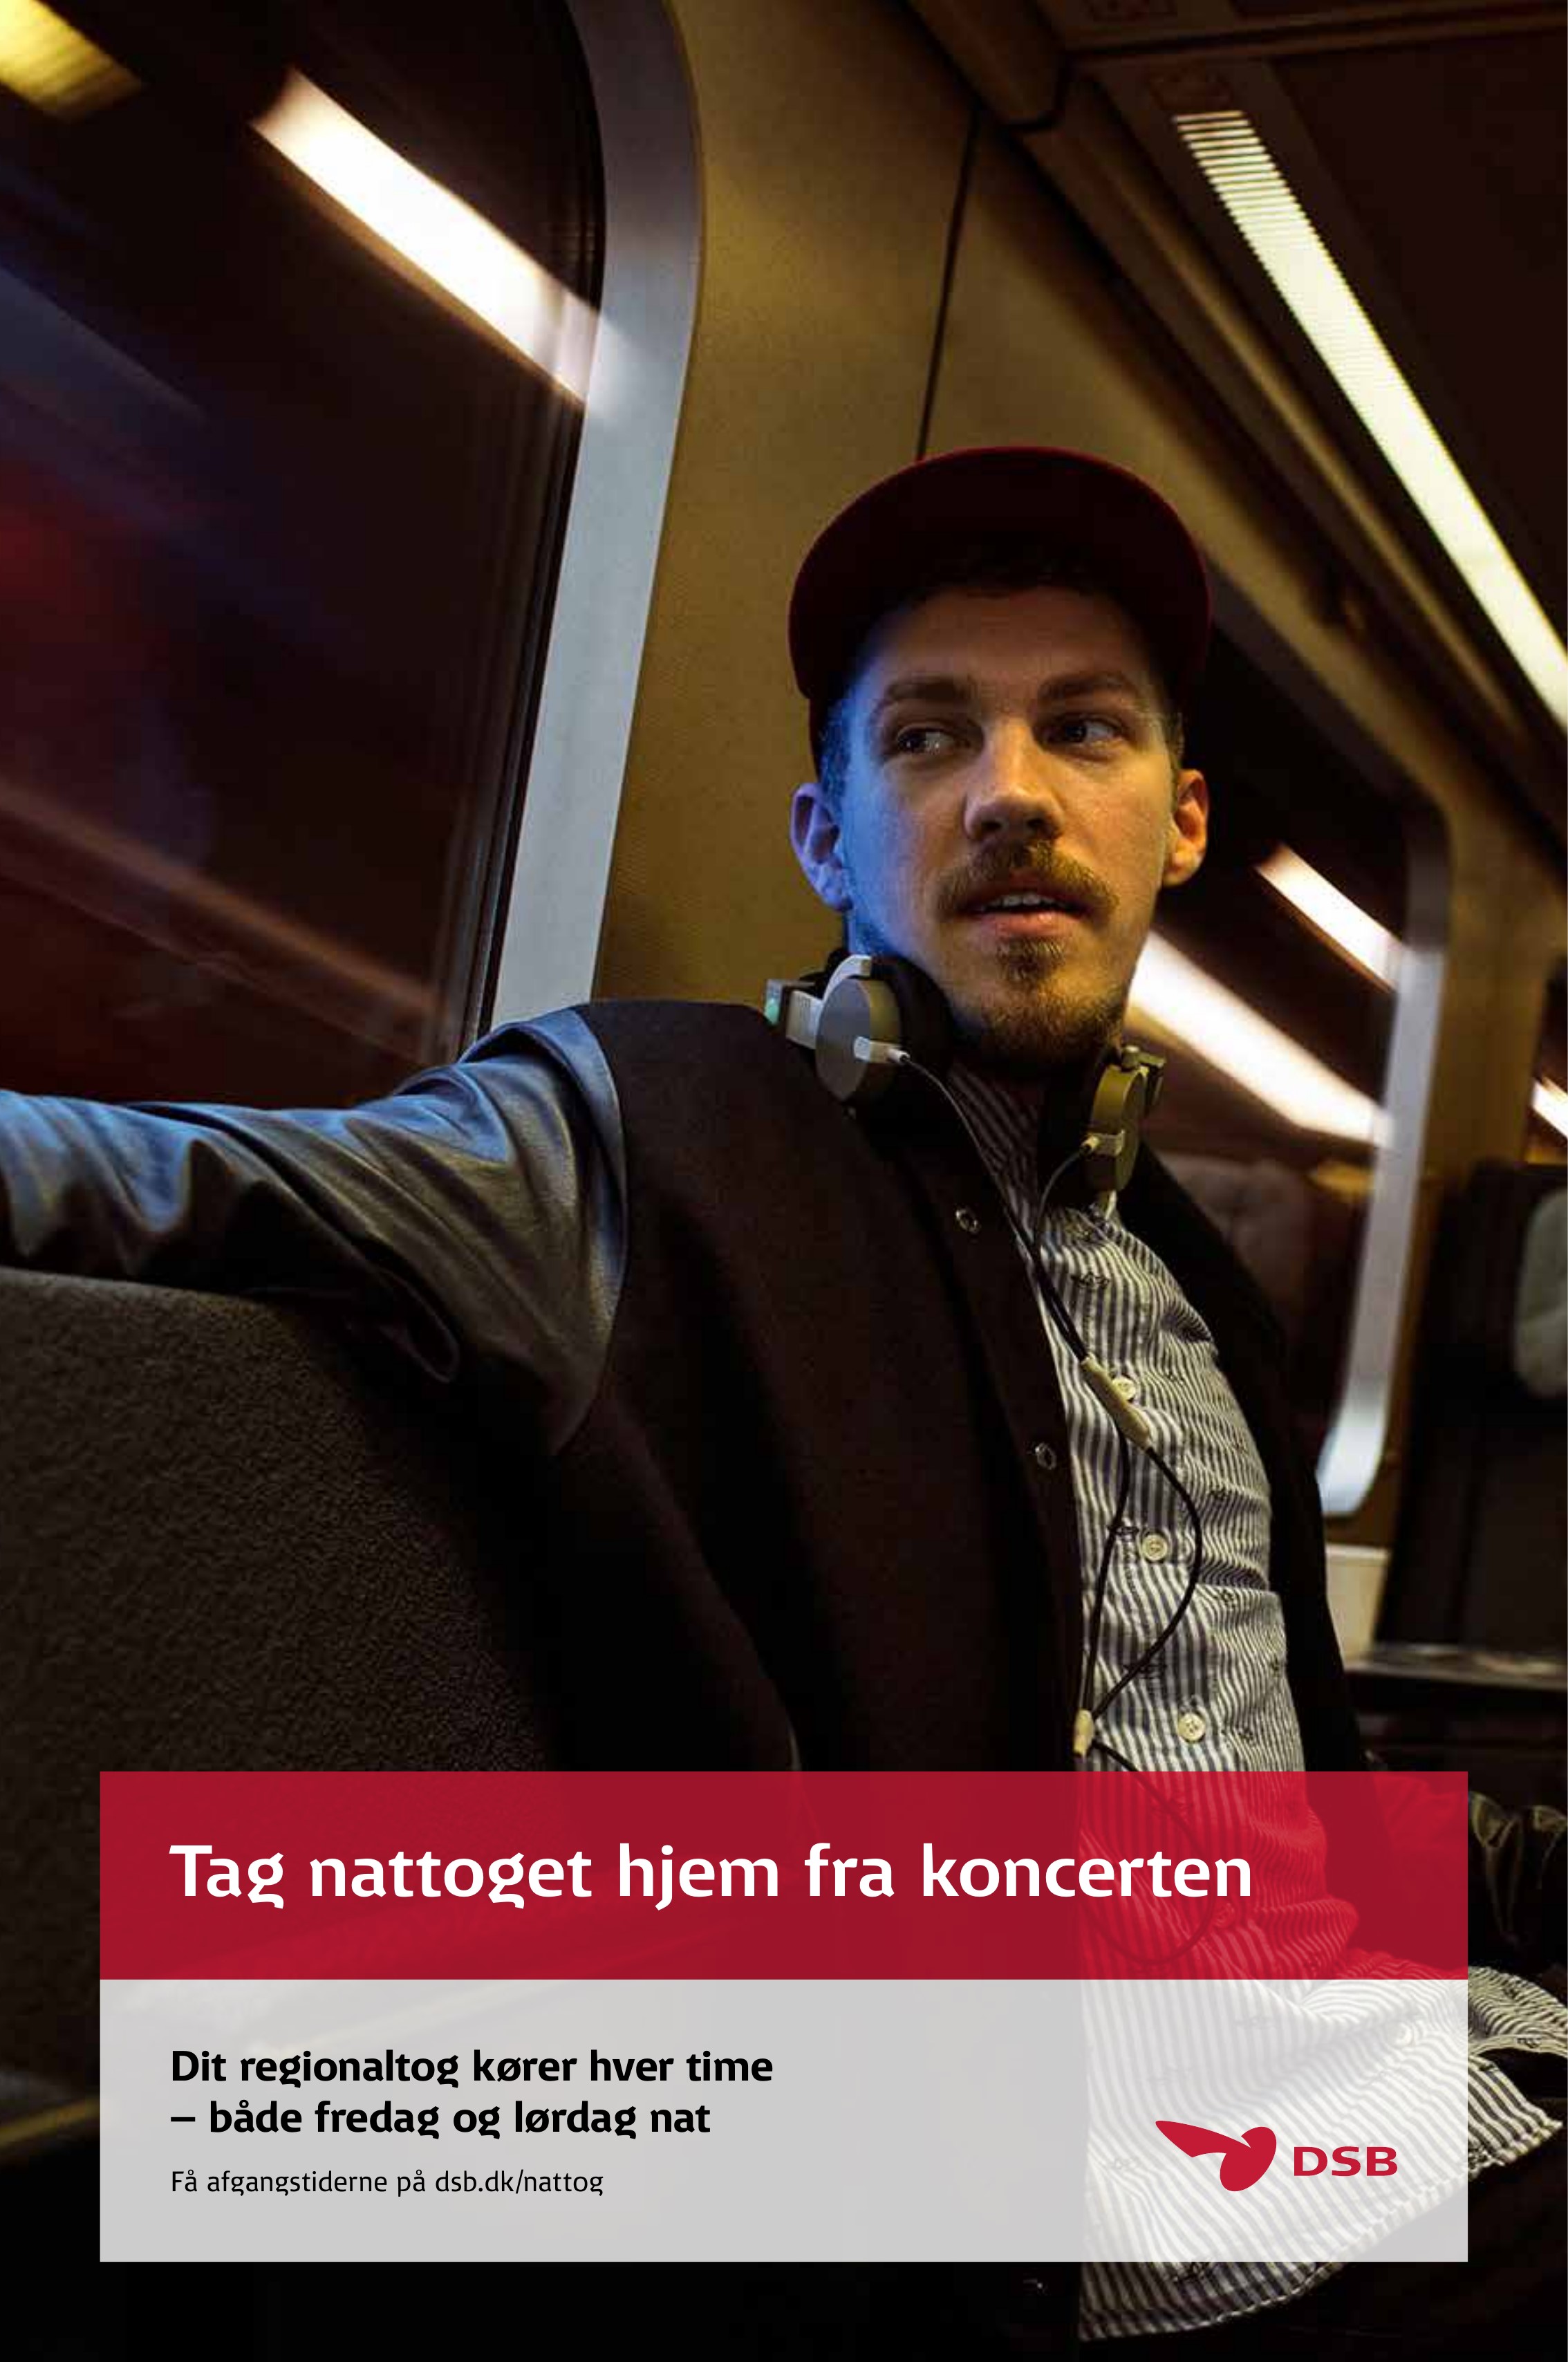 Tag nattoget hjem fra koncerten
Dit regionaltog kører hver time
– både fredag og lørdag nat
Få afgangstiderne på dsb.dk/nattog
DSB